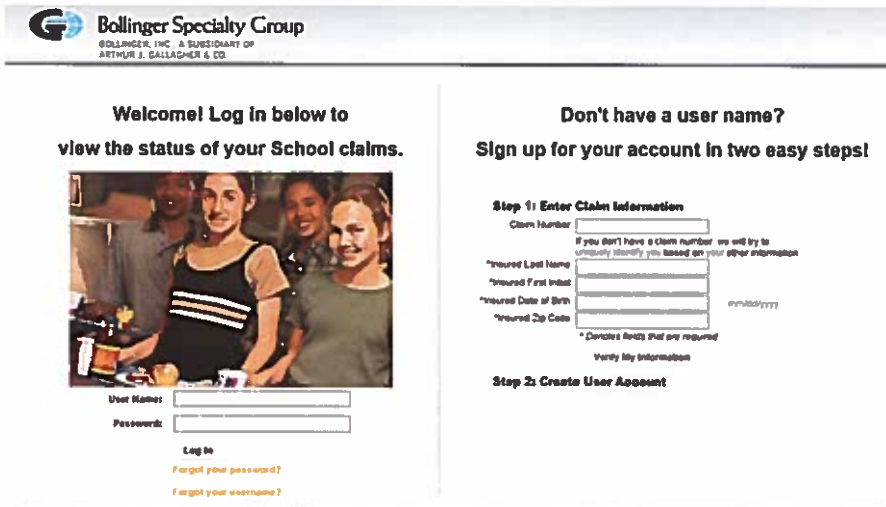 Bollinger Specialty Group
BOLLINGER, INC., A SUBSIDIARY OF
ARTHUR J. GALLAGHER & CO.
Welcome! Log in below to
view the status of your School claims.
User Name:
Password:
Log In
Forgot your password?
Forgot your username?
Don't have a user name?
Sign up for your account in two easy steps!
Step 1: Enter Claim Information
Claim Number
If you don't have a claim number we will try to
uniquely identify you based on your other information
*Insured Last Name
*Insured First Initial
*Insured Date of Birth
mm/dd/yyyy
*Insured Zip Code
* Denotes fields that are required
Verify My Information
Step 2: Create User Account